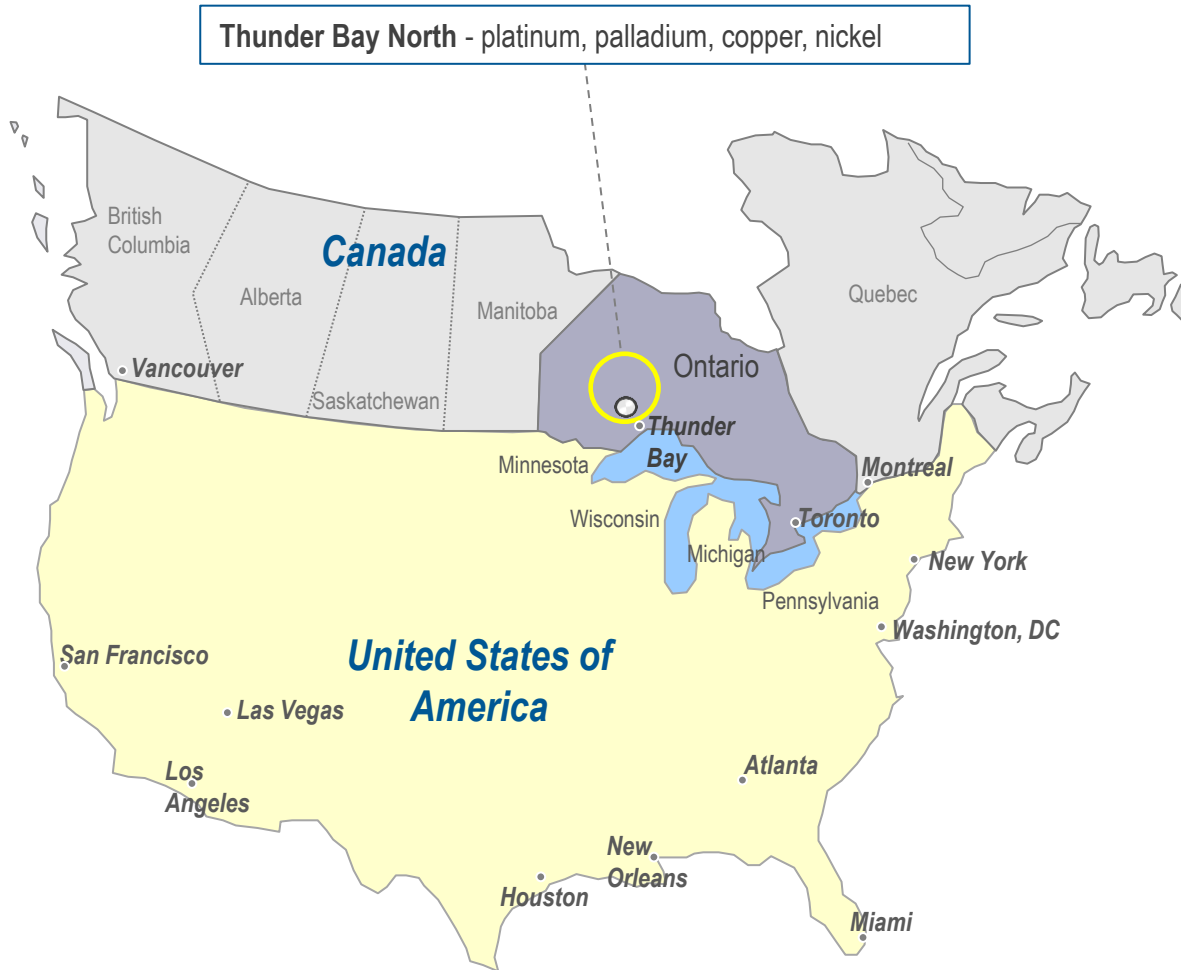 Thunder Bay North - platinum, palladium, copper, nickel
British
Columbia
Canada
Alberta
Manitoba
Quebec
Ontario
Vancouver
Saskatchewan
Thunder
Bay
Minnesota
Montreal
Wisconsin
Toronto
Michigan
New York
Pennsylvania
Washington, DC
San Francisco
United States of
America
Las Vegas
Los
Angeles
Atlanta
New
Orleans
Houston
Miami